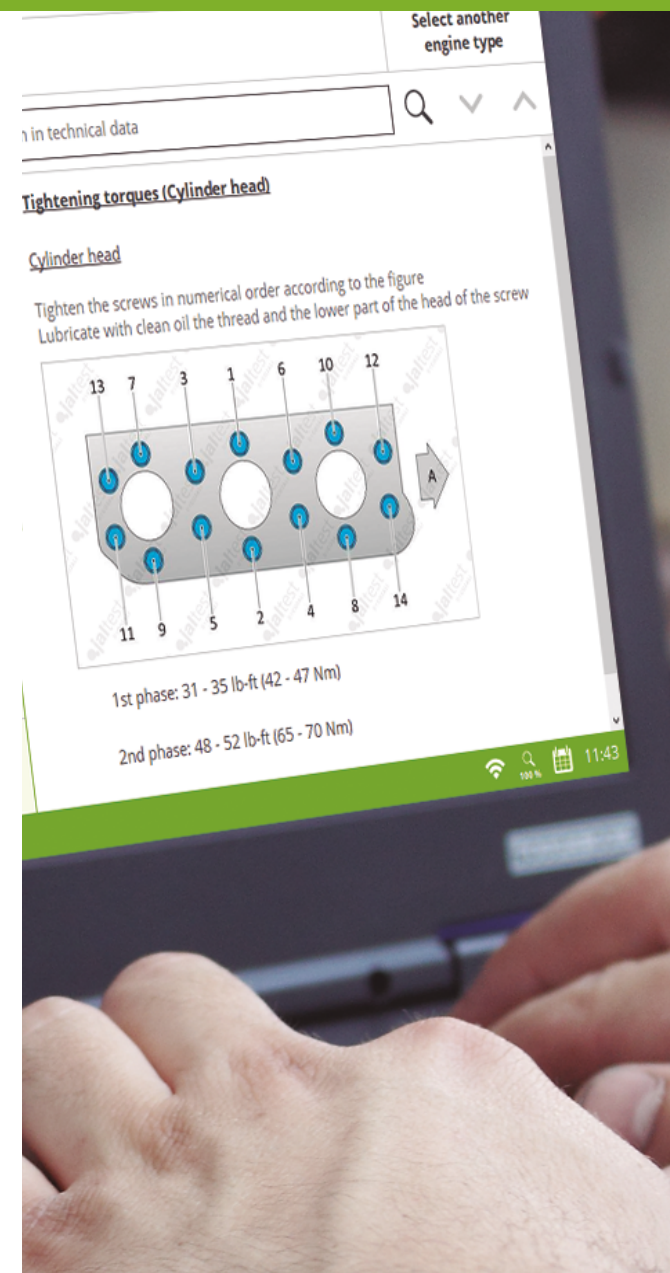 Select another
engine type
in technical data
Tightening torques (Cylinder head)
Cylinder head
Tighten the screws in numerical order according to the figure
Lubricate with clean oil the thread and the lower part of the head of the screw
13 7 3 1 6 10 12
A
11 9 5 2 4 8 14
1st phase: 31 - 35 lb-ft (42 - 47 Nm)
2nd phase: 48 - 52 lb-ft (65 - 70 Nm)
100 %
11:43
jaltest